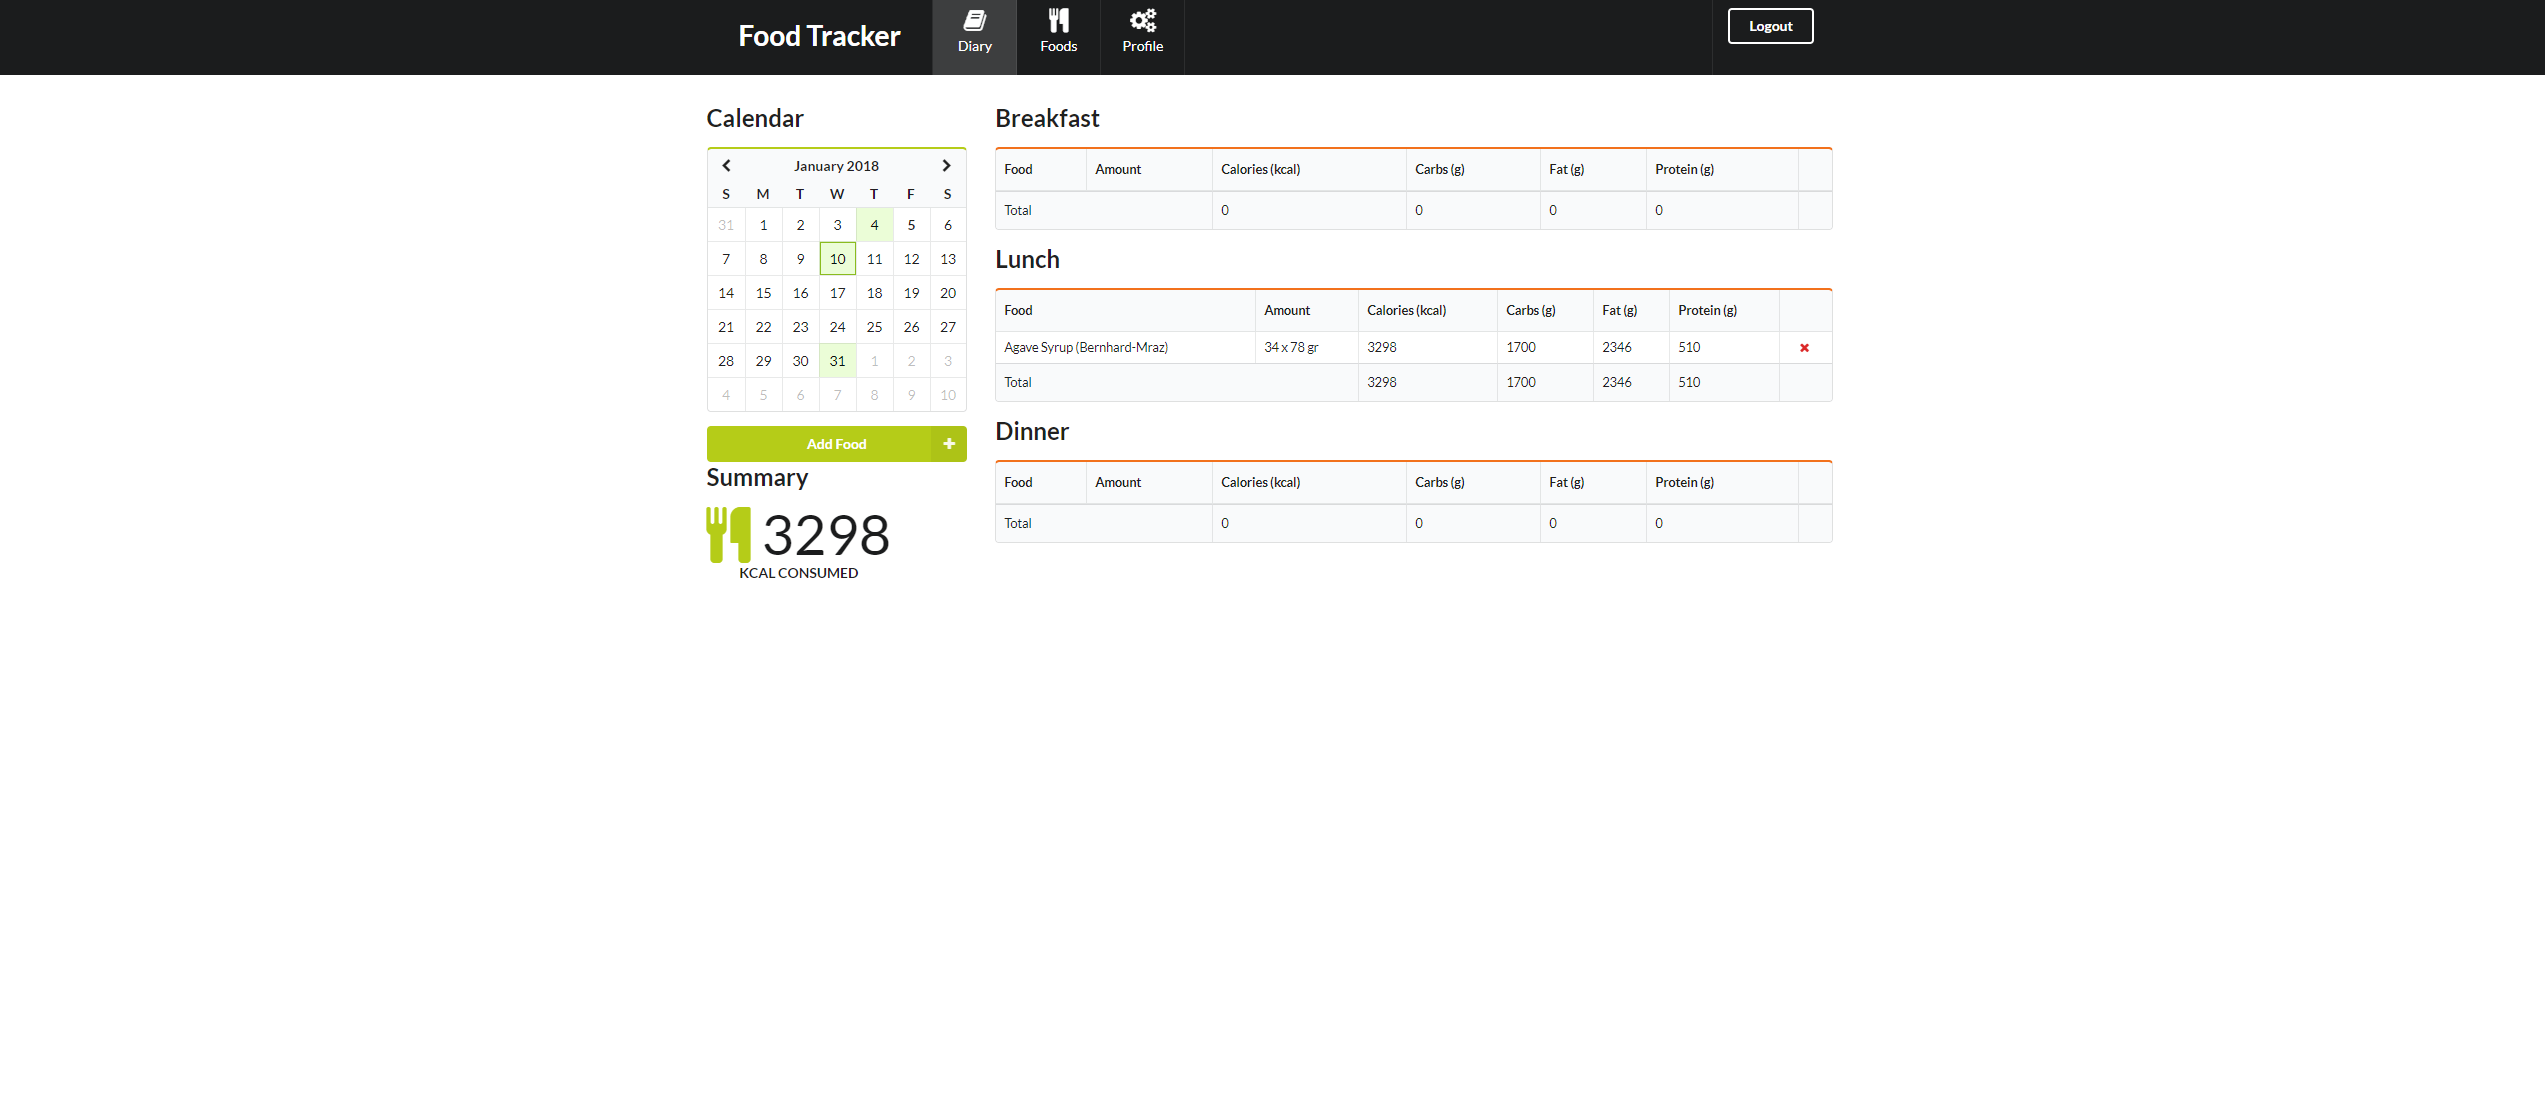 Food Tracker
Diary
Foods
Profile
Logout
Calendar
January 2018
S M T W T F S
31 1 2 3 4 5 6
7 8 9 10 11 12 13
14 15 16 17 18 19 20
21 22 23 24 25 26 27
28 29 30 31 1 2 3
4 5 6 7 8 9 10
Add Food
Summary
3298
KCAL CONSUMED
Breakfast
Food Amount Calories (kcal) Carbs (g) Fat (g) Protein (g)
Total 0 0 0 0
Lunch
Food Amount Calories (kcal) Carbs (g) Fat (g) Protein (g)
Agave Syrup (Bernhard-Mraz) 34 x 78 gr 3298 1700 2346 510
Total 3298 1700 2346 510
Dinner
Food Amount Calories (kcal) Carbs (g) Fat (g) Protein (g)
Total 0 0 0 0